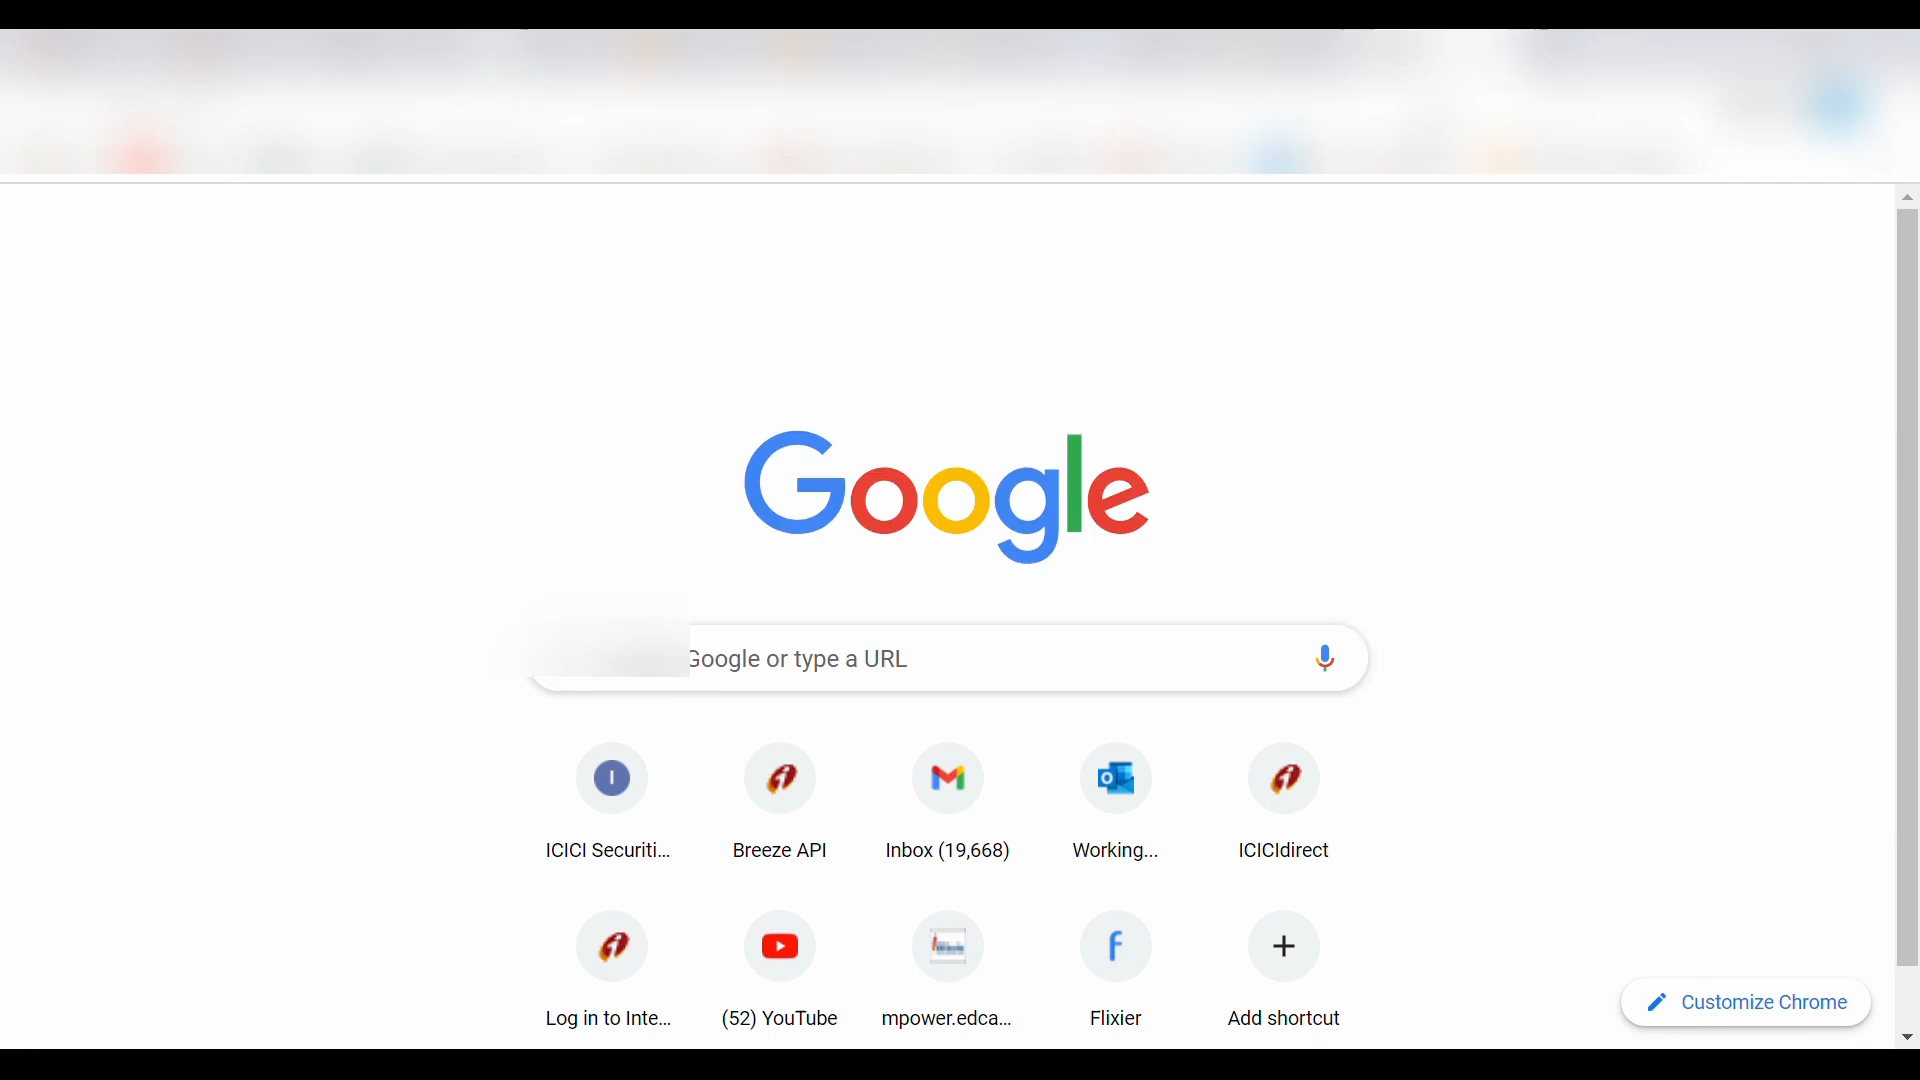 Google
Google or type a URL
I
ICICI Securiti...
Breeze API
Inbox (19,668)
Working...
ICICIdirect
Log in to Inte...
(52) YouTube
mpower.edca...
Flixier
Add shortcut
Customize Chrome